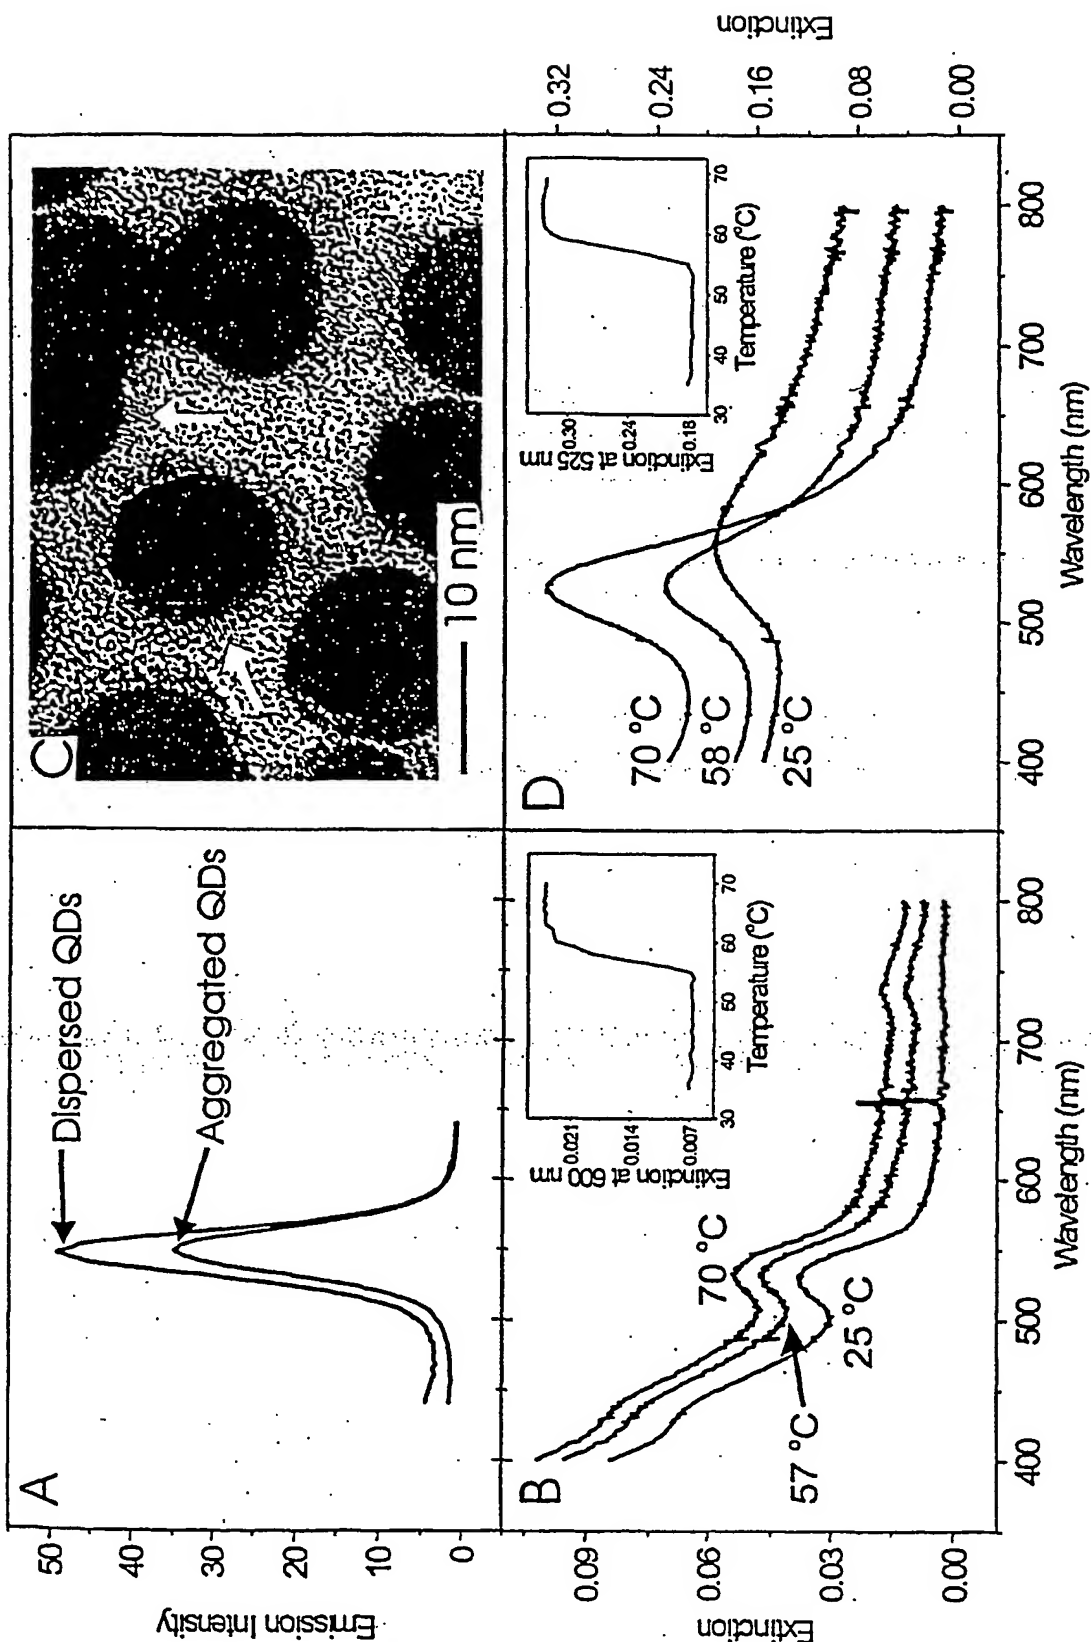 A
Dispersed QDs
Aggregated QDs
50
40
30
20
10
0
Emission Intensity
C
10 nm
B
70 °C
57 °C
25 °C
0.09
0.06
0.03
0.00
Extinction
400
500
600
700
800
Wavelength (nm)
Extinction at 600 nm
0.021
0.014
0.007
30
40
50
60
70
Temperature (°C)
D
70 °C
58 °C
25 °C
0.32
0.24
0.16
0.08
0.00
Extinction
400
500
600
700
800
Wavelength (nm)
Extinction at 525 nm
0.30
0.24
0.18
30
40
50
60
70
Temperature (°C)